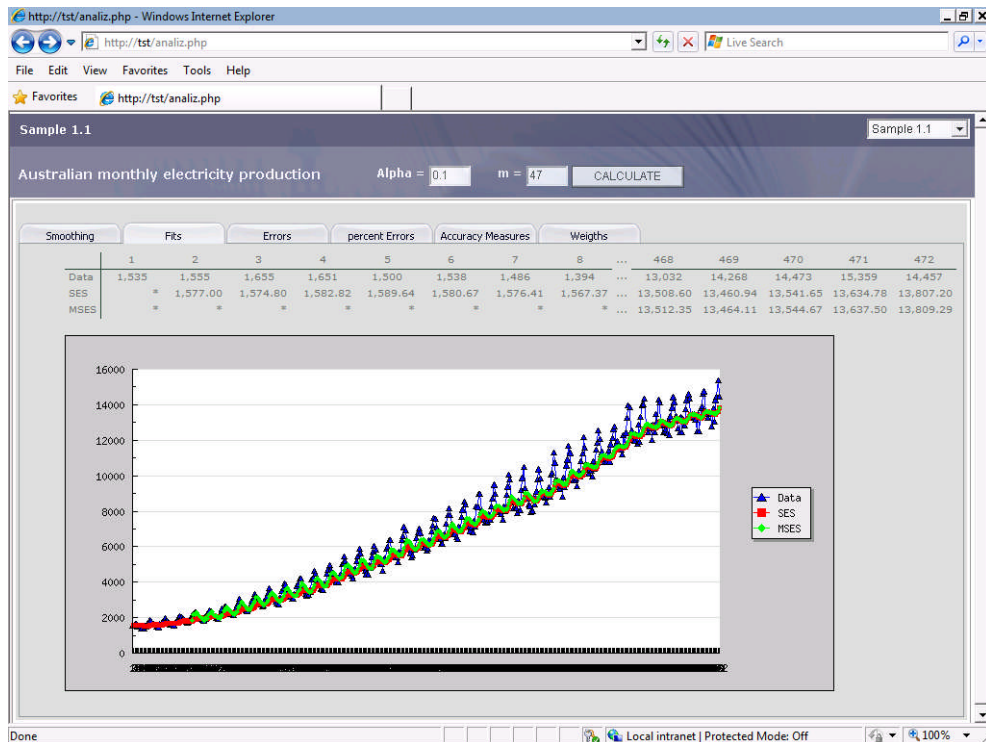 http://tst/analiz.php - Windows Internet Explorer
http://tst/analiz.php
Live Search
File Edit View Favorites Tools Help
Favorites http://tst/analiz.php
Sample 1.1 Sample 1.1
Australian monthly electricity production Alpha = 0.1 m = 47 CALCULATE
Smoothing Fits Errors percent Errors Accuracy Measures Weigths
1 2 3 4 5 6 7 8 ... 468 469 470 471 472
Data 1,535 1,555 1,655 1,651 1,500 1,538 1,486 1,394 ... 13,032 14,268 14,473 15,359 14,457
SES * 1,577.00 1,574.80 1,582.82 1,589.64 1,580.67 1,576.41 1,567.37 ... 13,508.60 13,460.94 13,541.65 13,634.78 13,807.20
MSES * * * * * * * * ... 13,512.35 13,464.11 13,544.67 13,637.50 13,809.29
16000
14000
12000
10000
8000
6000
4000
2000
0
Data
SES
MSES
Done Local intranet | Protected Mode: Off 100%